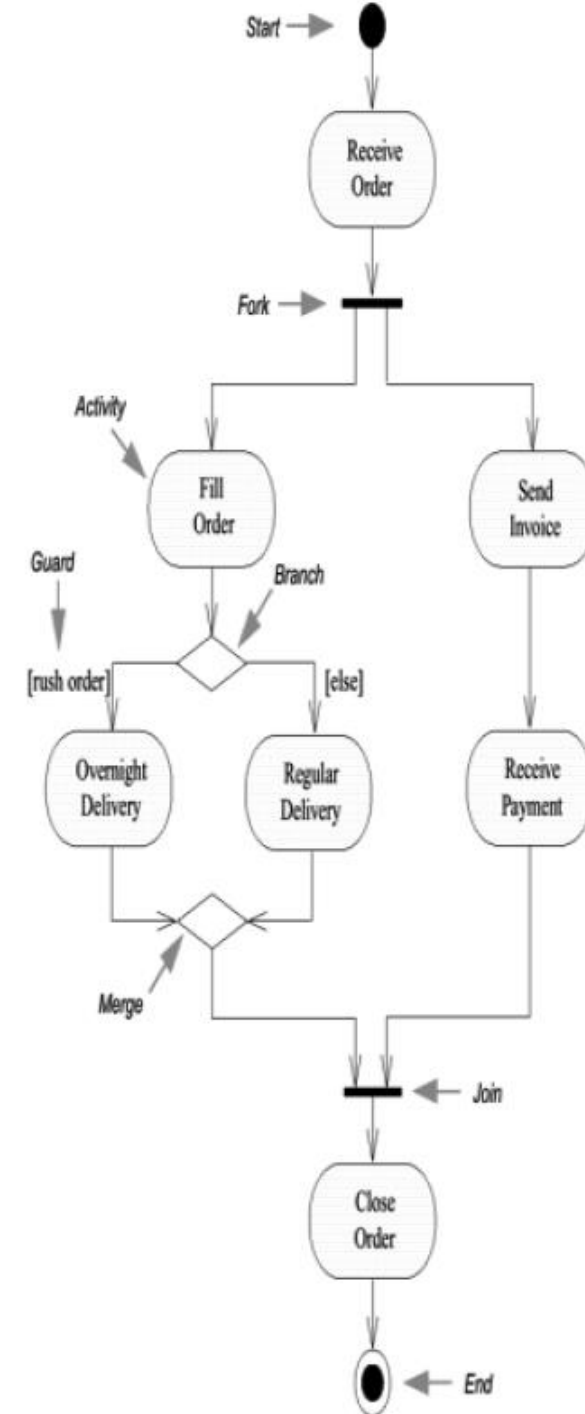 Start
Receive
Order
Fork
Activity
Fill
Order
Send
Invoice
Guard
Branch
[rush order]
[else]
Overnight
Delivery
Regular
Delivery
Receive
Payment
Merge
Join
Close
Order
End